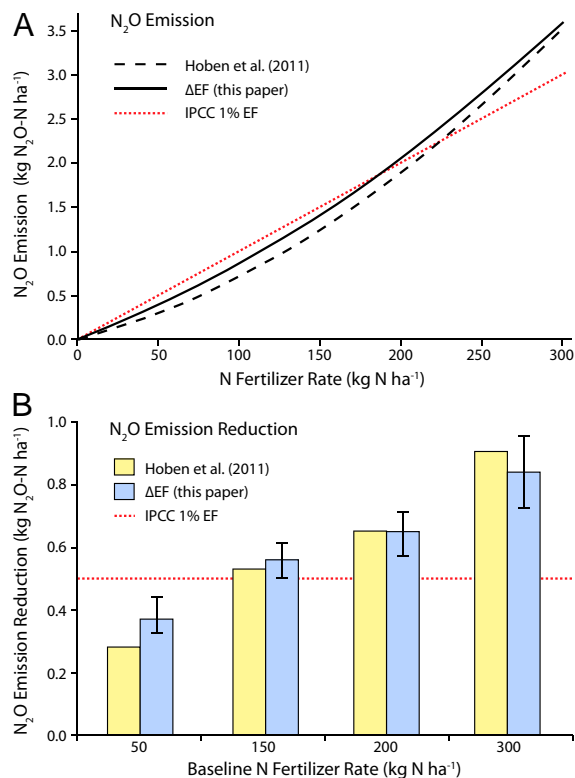 A
N₂O Emission
Hoben et al. (2011)
ΔEF (this paper)
IPCC 1% EF
N₂O Emission (kg N₂O-N ha⁻¹)
3.5
3.0
2.5
2.0
1.5
1.0
0.5
0.0
0 50 100 150 200 250 300
N Fertilizer Rate (kg N ha⁻¹)
B
N₂O Emission Reduction
Hoben et al. (2011)
ΔEF (this paper)
IPCC 1% EF
N₂O Emission Reduction (kg N₂O-N ha⁻¹)
1.0
0.8
0.6
0.4
0.2
0.0
50 150 200 300
Baseline N Fertilizer Rate (kg N ha⁻¹)